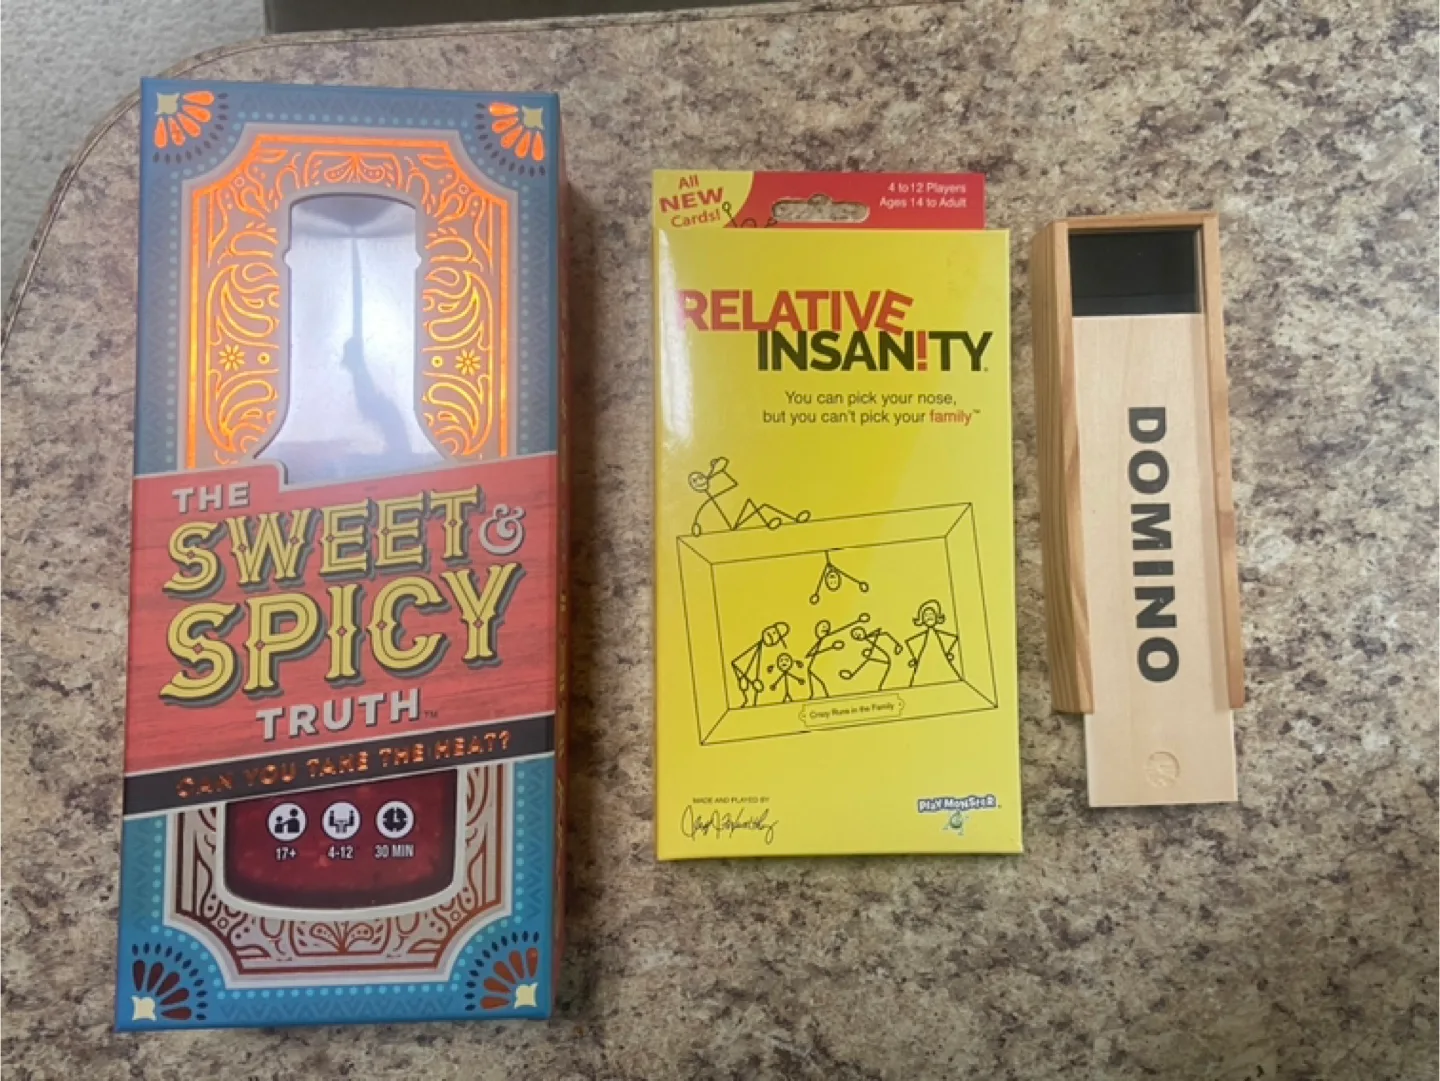 THE
SWEET &
SPICY
TRUTH™
CAN YOU TAKE THE HEAT?
17+ 4-12 30 MIN
All
NEW
Cards!
4 to 12 Players
Ages 14 to Adult
RELATIVE
INSAN!TY
You can pick your nose,
but you can't pick your family™
Crazy Runs in the Family
MADE AND PLAYED BY
PLAYMONSTER
DOMINO